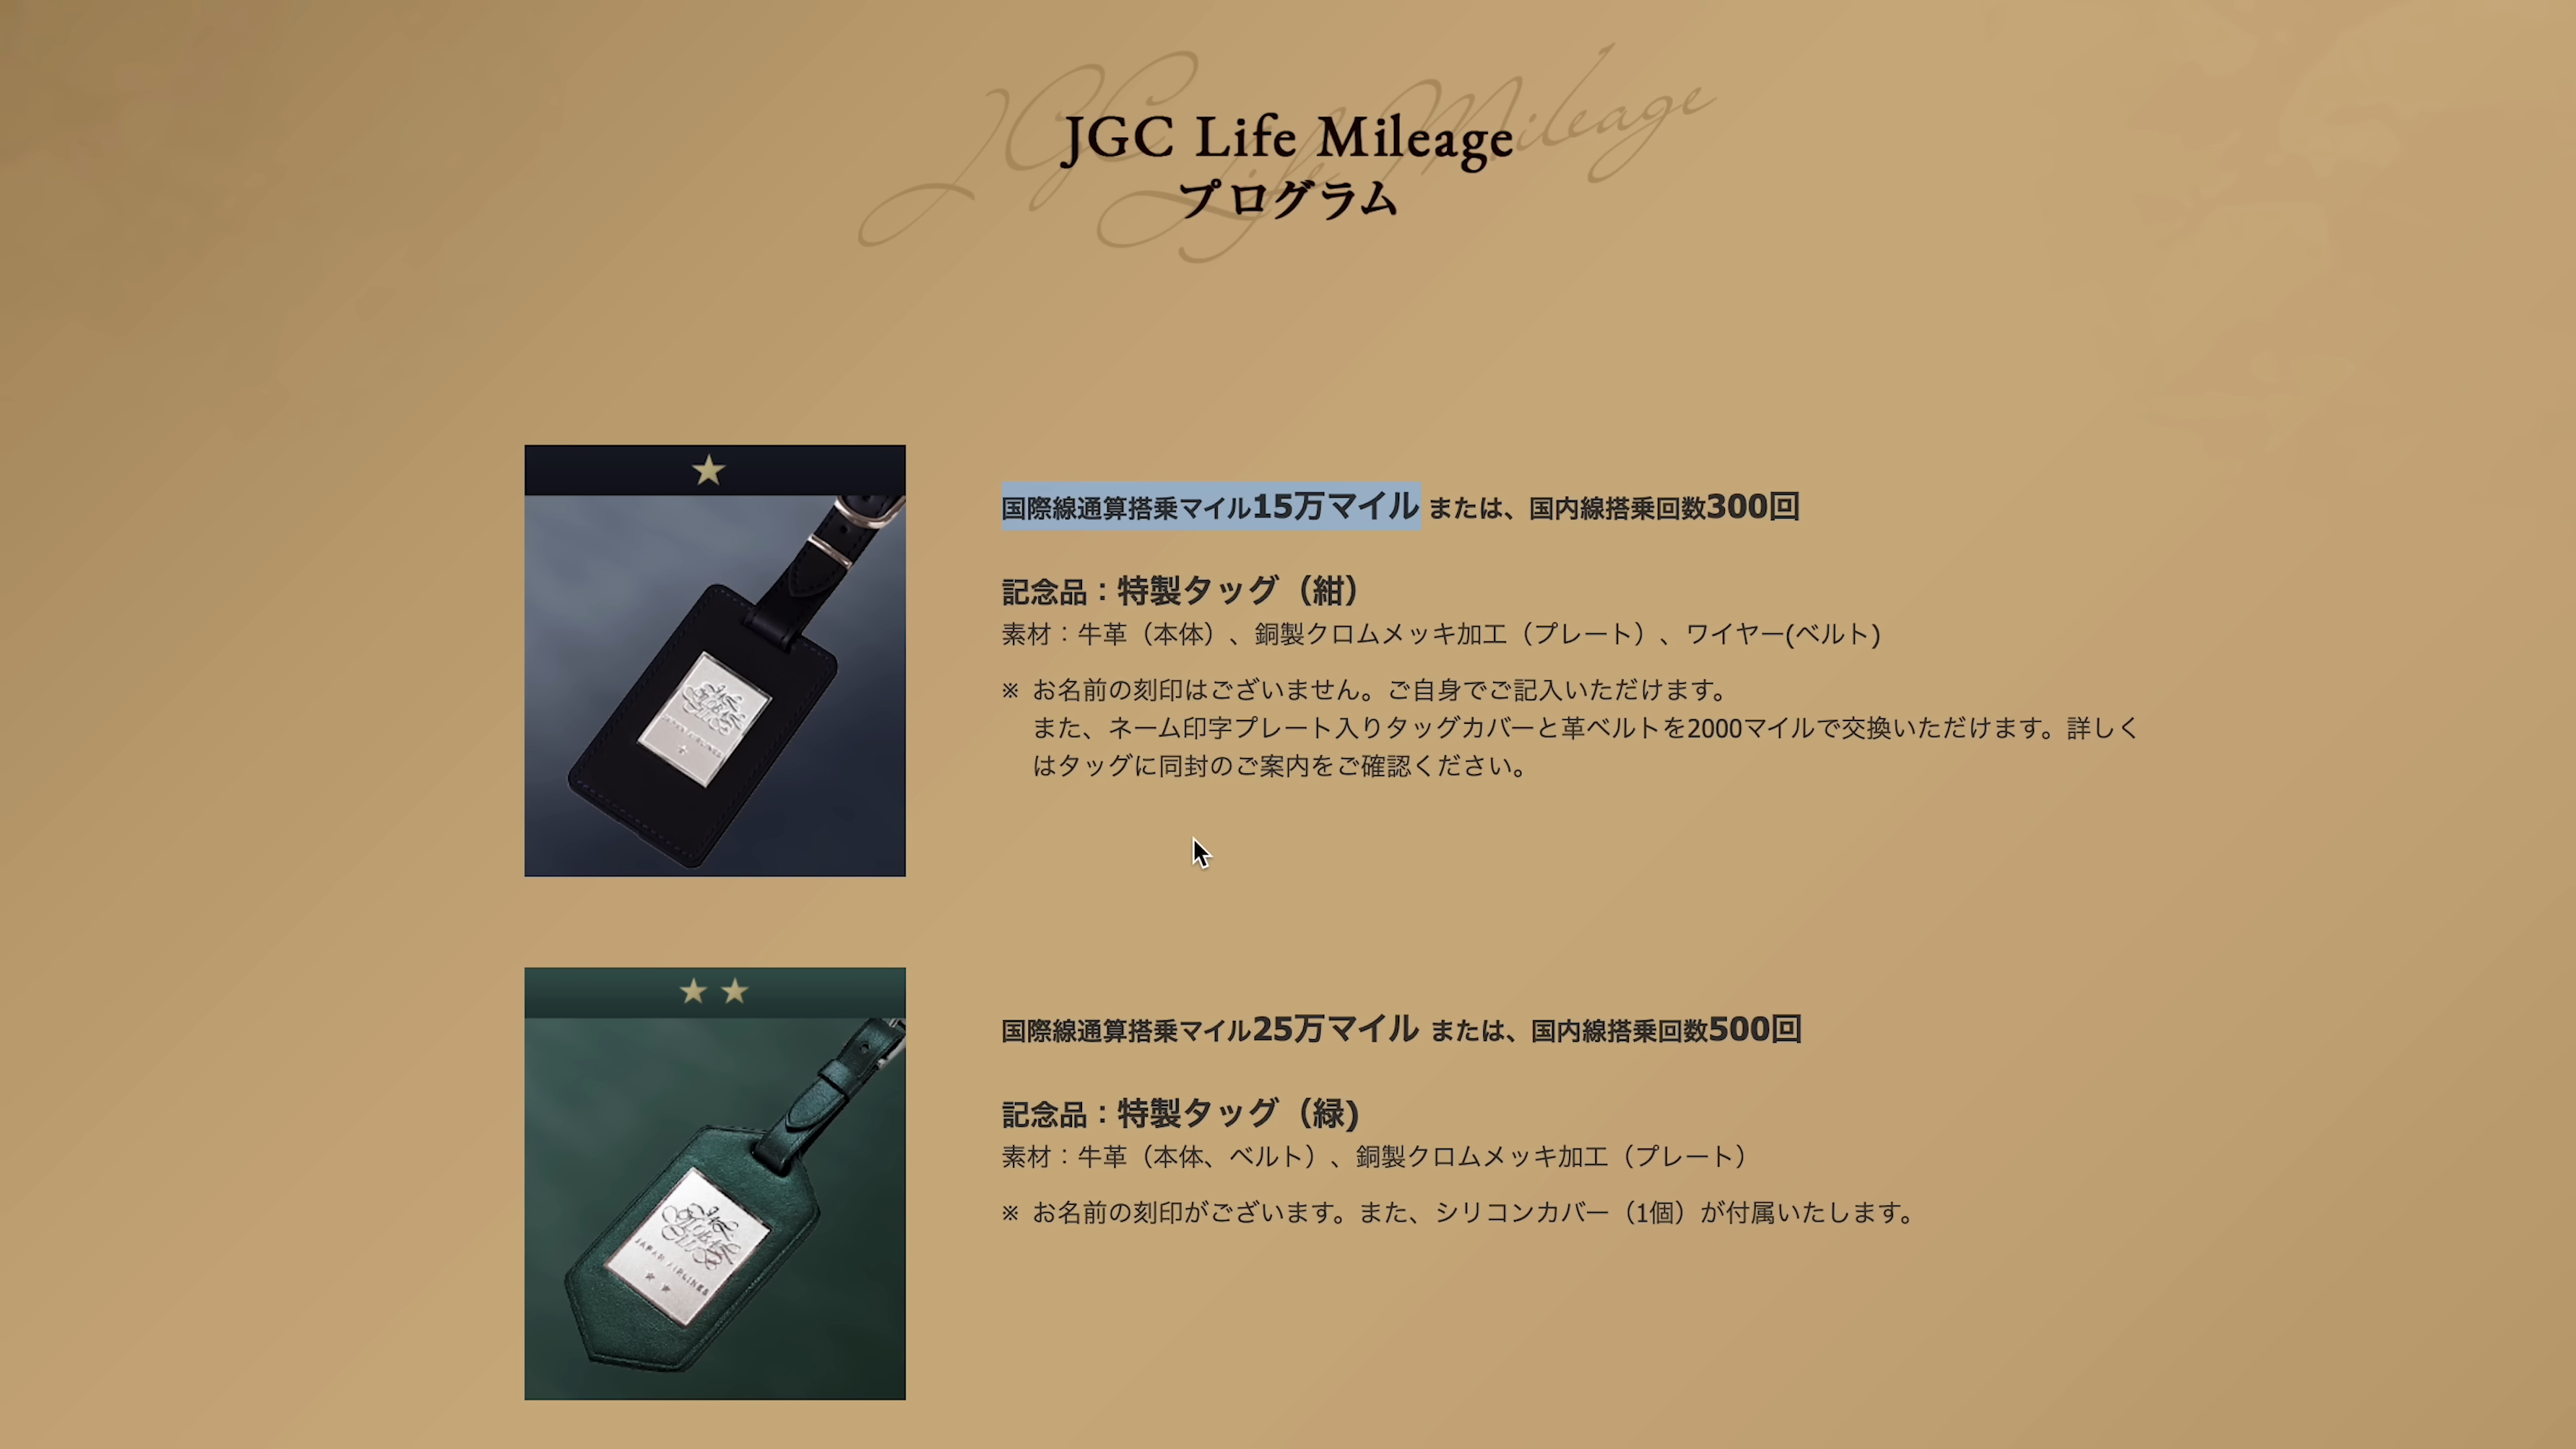 JGC Life Mileage
プログラム
国際線通算搭乗マイル15万マイル または、国内線搭乗回数300回
記念品：特製タッグ（紺）
素材：牛革（本体）、銅製クロムメッキ加工（プレート）、ワイヤー(ベルト)
※ お名前の刻印はございません。ご自身でご記入いただけます。
また、ネーム印字プレート入りタッグカバーと革ベルトを2000マイルで交換いただけます。詳しく
はタッグに同封のご案内をご確認ください。
国際線通算搭乗マイル25万マイル または、国内線搭乗回数500回
記念品：特製タッグ（緑)
素材：牛革（本体、ベルト）、銅製クロムメッキ加工（プレート）
※ お名前の刻印がございます。また、シリコンカバー（1個）が付属いたします。
JAPAN AIRLINES